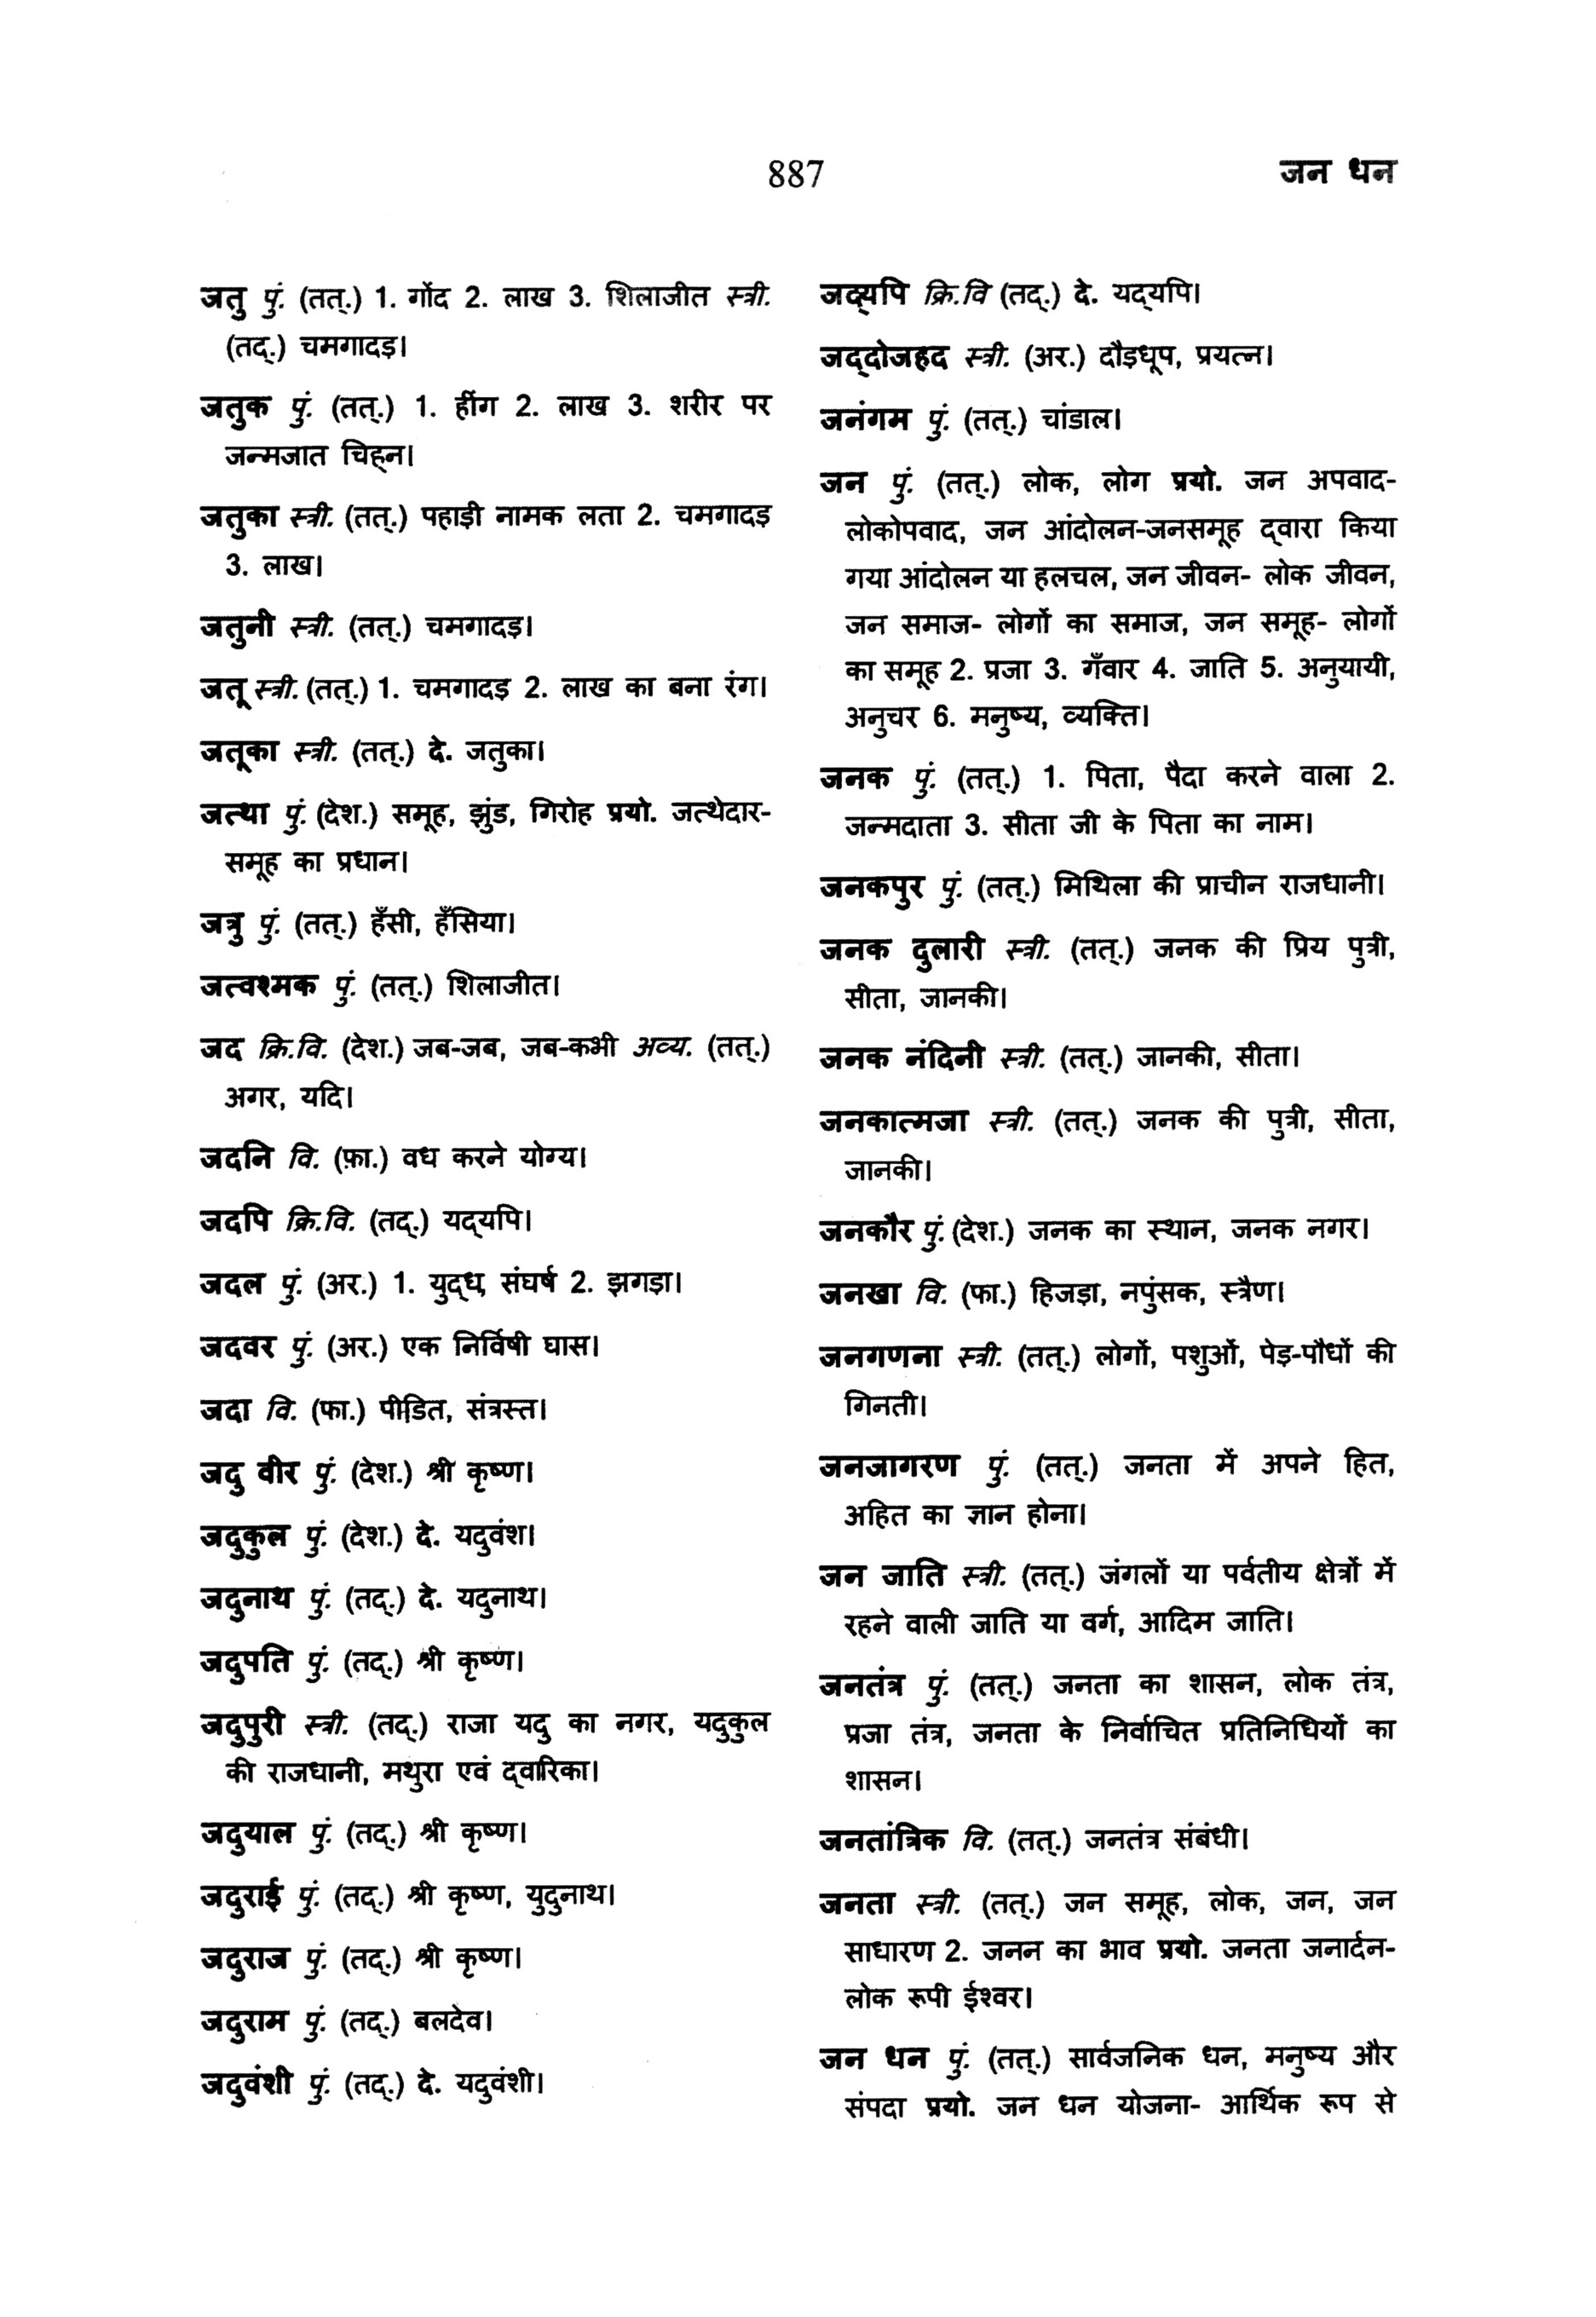 887
जन धन
जतु पुं. (तत्.) 1. गोंद 2. लाख 3. शिलाजीत स्त्री.
(तद्.) चमगादड़।
जतुक पुं. (तत्.) 1. हींग 2. लाख 3. शरीर पर
जन्मजात चिह्न।
जतुका स्त्री. (तत्.) पहाड़ी नामक लता 2. चमगादड़
3. लाख।
जतुनी स्त्री. (तत्.) चमगादड़।
जतू स्त्री. (तत्.) 1. चमगादड़ 2. लाख का बना रंग।
जतूका स्त्री. (तत्.) दे. जतुका।
जत्था पुं. (देश.) समूह, झुंड, गिरोह प्रयो. जत्थेदार-
समूह का प्रधान।
जत्रु पुं. (तत्.) हँसी, हँसिया।
जत्वश्मक पुं. (तत्.) शिलाजीत।
जद क्रि.वि. (देश.) जब-जब, जब-कभी अव्य. (तत्.)
अगर, यदि।
जदनि वि. (फ़ा.) वध करने योग्य।
जदपि क्रि.वि. (तद्.) यद्‌यपि।
जदल पुं. (अर.) 1. युद्‌ध, संघर्ष 2. झगड़ा।
जदवर पुं. (अर.) एक निर्विषी घास।
जदा वि. (फा.) पीडि़त, संत्रस्त।
जदु वीर पुं. (देश.) श्री कृष्ण।
जदुकुल पुं. (देश.) दे. यदुवंश।
जदुनाथ पुं. (तद्.) दे. यदुनाथ।
जदुपति पुं. (तद्.) श्री कृष्ण।
जदुपुरी स्त्री. (तद्.) राजा यदु का नगर, यदुकुल
की राजधानी, मथुरा एवं द्‌वारिका।
जदुयाल पुं. (तद्.) श्री कृष्ण।
जदुराई पुं. (तद्.) श्री कृष्ण, युदुनाथ।
जदुराज पुं. (तद्.) श्री कृष्ण।
जदुराम पुं. (तद्.) बलदेव।
जदुवंशी पुं. (तद्.) दे. यदुवंशी।
जद्‌यपि क्रि.वि (तद्.) दे. यद्‌यपि।
जद्‌दोजहद स्त्री. (अर.) दौड़धूप, प्रयत्न।
जनंगम पुं. (तत्.) चांडाल।
जन पुं. (तत्.) लोक, लोग प्रयो. जन अपवाद-
लोकोपवाद, जन आंदोलन-जनसमूह द्‌वारा किया
गया आंदोलन या हलचल, जन जीवन- लोक जीवन,
जन समाज- लोगों का समाज, जन समूह- लोगों
का समूह 2. प्रजा 3. गँवार 4. जाति 5. अनुयायी,
अनुचर 6. मनुष्य, व्यक्ति।
जनक पुं. (तत्.) 1. पिता, पैदा करने वाला 2.
जन्मदाता 3. सीता जी के पिता का नाम।
जनकपुर पुं. (तत्.) मिथिला की प्राचीन राजधानी।
जनक दुलारी स्त्री. (तत्.) जनक की प्रिय पुत्री,
सीता, जानकी।
जनक नंदिनी स्त्री. (तत्.) जानकी, सीता।
जनकात्मजा स्त्री. (तत्.) जनक की पुत्री, सीता,
जानकी।
जनकौर पुं. (देश.) जनक का स्थान, जनक नगर।
जनखा वि. (फा.) हिजड़ा, नपुंसक, स्त्रैण।
जनगणना स्त्री. (तत्.) लोगों, पशुओं, पेड़-पौधों की
गिनती।
जनजागरण पुं. (तत्.) जनता में अपने हित,
अहित का ज्ञान होना।
जन जाति स्त्री. (तत्.) जंगलों या पर्वतीय क्षेत्रों में
रहने वाली जाति या वर्ग, आदिम जाति।
जनतंत्र पुं. (तत्.) जनता का शासन, लोक तंत्र,
प्रजा तंत्र, जनता के निर्वाचित प्रतिनिधियों का
शासन।
जनतांत्रिक वि. (तत्.) जनतंत्र संबंधी।
जनता स्त्री. (तत्.) जन समूह, लोक, जन, जन
साधारण 2. जनन का भाव प्रयो. जनता जनार्दन-
लोक रूपी ईश्वर।
जन धन पुं. (तत्.) सार्वजनिक धन, मनुष्य और
संपदा प्रयो. जन धन योजना- आर्थिक रूप से